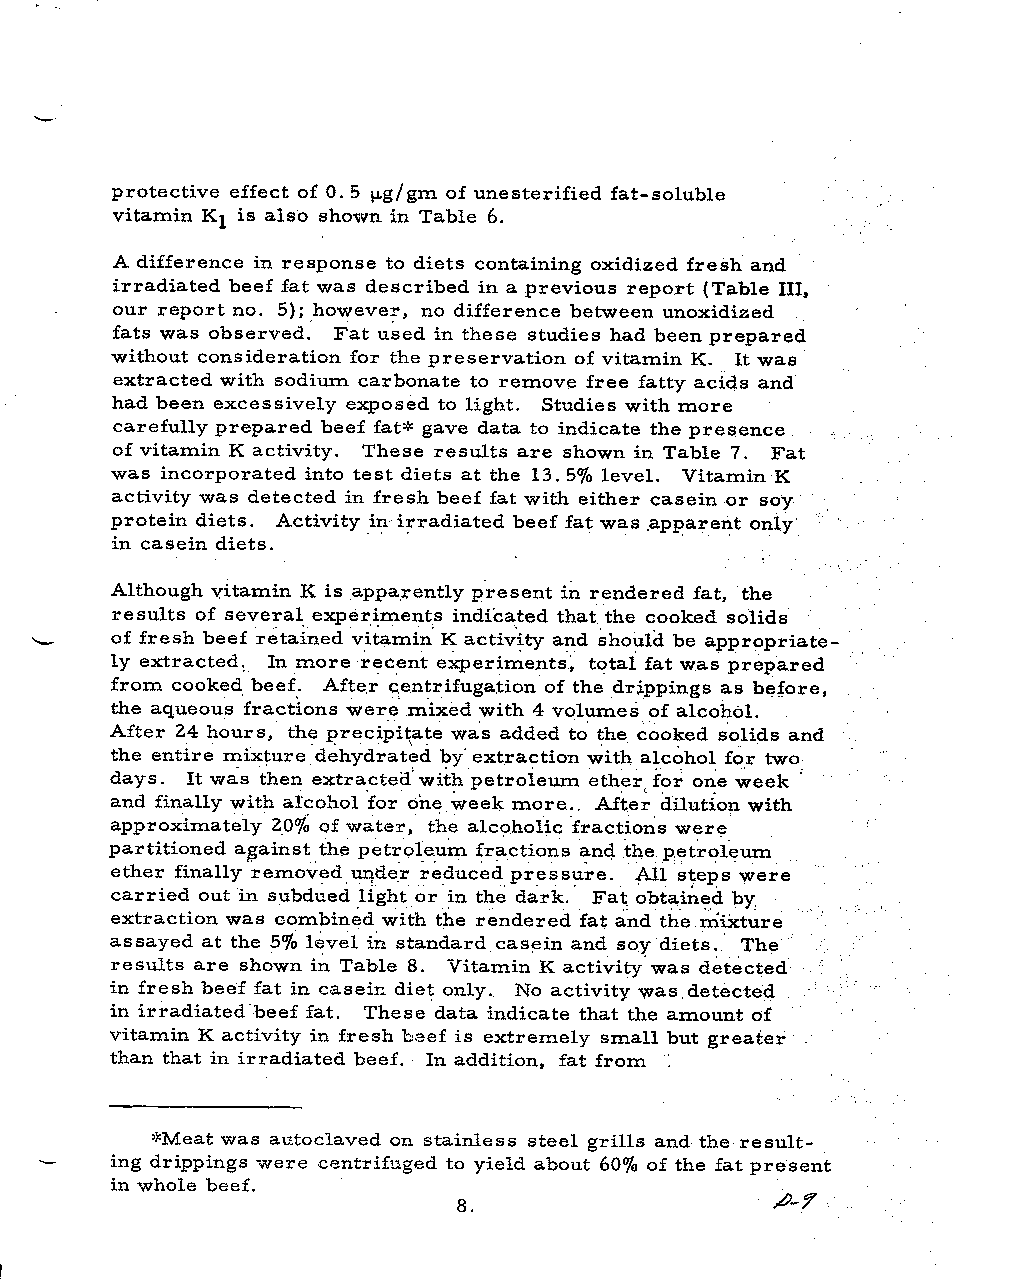 protective effect of 0.5 µg/gm of unesterified fat-soluble
vitamin K1 is also shown in Table 6.
A difference in response to diets containing oxidized fresh and
irradiated beef fat was described in a previous report (Table III,
our report no. 5); however, no difference between unoxidized
fats was observed. Fat used in these studies had been prepared
without consideration for the preservation of vitamin K. It was
extracted with sodium carbonate to remove free fatty acids and
had been excessively exposed to light. Studies with more
carefully prepared beef fat* gave data to indicate the presence
of vitamin K activity. These results are shown in Table 7. Fat
was incorporated into test diets at the 13.5% level. Vitamin K
activity was detected in fresh beef fat with either casein or soy
protein diets. Activity in irradiated beef fat was apparent only
in casein diets.
Although vitamin K is apparently present in rendered fat, the
results of several experiments indicated that the cooked solids
of fresh beef retained vitamin K activity and should be appropriate-
ly extracted. In more recent experiments, total fat was prepared
from cooked beef. After centrifugation of the drippings as before,
the aqueous fractions were mixed with 4 volumes of alcohol.
After 24 hours, the precipitate was added to the cooked solids and
the entire mixture dehydrated by extraction with alcohol for two
days. It was then extracted with petroleum ether for one week
and finally with alcohol for one week more. After dilution with
approximately 20% of water, the alcoholic fractions were
partitioned against the petroleum fractions and the petroleum
ether finally removed under reduced pressure. All steps were
carried out in subdued light or in the dark. Fat obtained by
extraction was combined with the rendered fat and the mixture
assayed at the 5% level in standard casein and soy diets. The
results are shown in Table 8. Vitamin K activity was detected
in fresh beef fat in casein diet only. No activity was detected
in irradiated beef fat. These data indicate that the amount of
vitamin K activity in fresh beef is extremely small but greater
than that in irradiated beef. In addition, fat from
*Meat was autoclaved on stainless steel grills and the result-
ing drippings were centrifuged to yield about 60% of the fat present
in whole beef.
8.
D-9